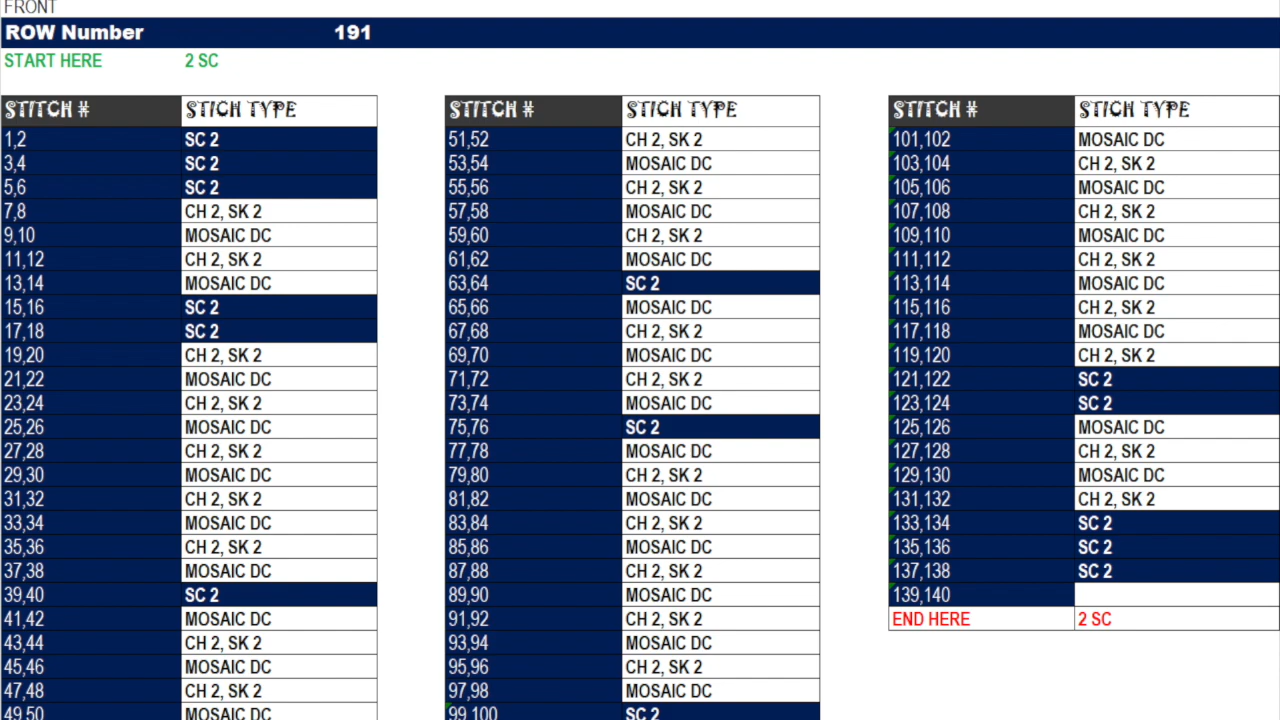 FRONT
ROW Number 191
START HERE 2 SC
STITCH # STICH TYPE
1,2 SC 2
3,4 SC 2
5,6 SC 2
7,8 CH 2, SK 2
9,10 MOSAIC DC
11,12 CH 2, SK 2
13,14 MOSAIC DC
15,16 SC 2
17,18 SC 2
19,20 CH 2, SK 2
21,22 MOSAIC DC
23,24 CH 2, SK 2
25,26 MOSAIC DC
27,28 CH 2, SK 2
29,30 MOSAIC DC
31,32 CH 2, SK 2
33,34 MOSAIC DC
35,36 CH 2, SK 2
37,38 MOSAIC DC
39,40 SC 2
41,42 MOSAIC DC
43,44 CH 2, SK 2
45,46 MOSAIC DC
47,48 CH 2, SK 2
49,50 MOSAIC DC
STITCH # STICH TYPE
51,52 CH 2, SK 2
53,54 MOSAIC DC
55,56 CH 2, SK 2
57,58 MOSAIC DC
59,60 CH 2, SK 2
61,62 MOSAIC DC
63,64 SC 2
65,66 MOSAIC DC
67,68 CH 2, SK 2
69,70 MOSAIC DC
71,72 CH 2, SK 2
73,74 MOSAIC DC
75,76 SC 2
77,78 MOSAIC DC
79,80 CH 2, SK 2
81,82 MOSAIC DC
83,84 CH 2, SK 2
85,86 MOSAIC DC
87,88 CH 2, SK 2
89,90 MOSAIC DC
91,92 CH 2, SK 2
93,94 MOSAIC DC
95,96 CH 2, SK 2
97,98 MOSAIC DC
99,100 SC 2
STITCH # STICH TYPE
101,102 MOSAIC DC
103,104 CH 2, SK 2
105,106 MOSAIC DC
107,108 CH 2, SK 2
109,110 MOSAIC DC
111,112 CH 2, SK 2
113,114 MOSAIC DC
115,116 CH 2, SK 2
117,118 MOSAIC DC
119,120 CH 2, SK 2
121,122 SC 2
123,124 SC 2
125,126 MOSAIC DC
127,128 CH 2, SK 2
129,130 MOSAIC DC
131,132 CH 2, SK 2
133,134 SC 2
135,136 SC 2
137,138 SC 2
139,140
END HERE 2 SC